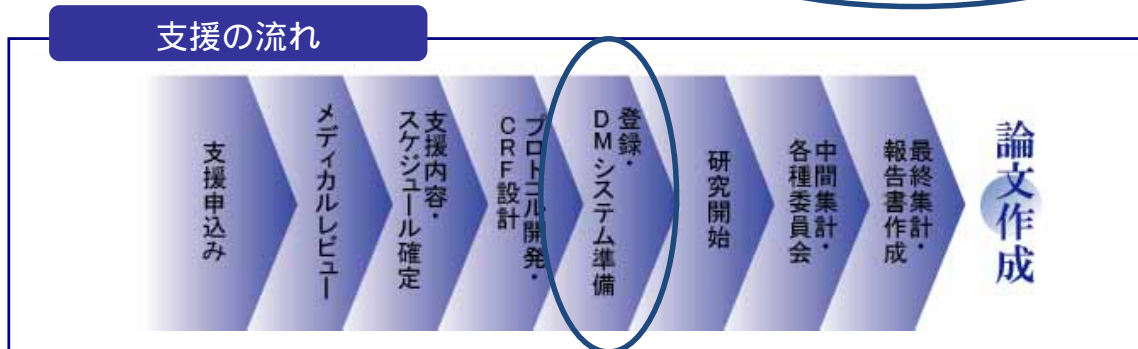 支援の流れ
支援申込み
メディカルレビュー
支援内容・
スケジュール確定
プロトコル開発・
CRF設計
登録・
DMシステム準備
研究開始
中間集計・
各種委員会
最終集計・
報告書作成
論文作成